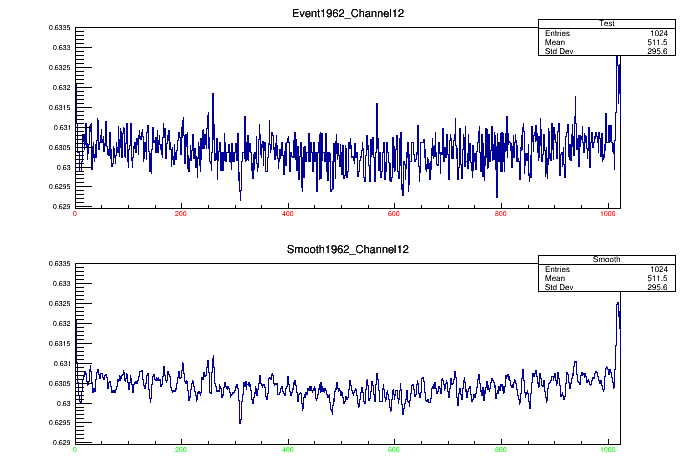 Event1962_Channel12
Test
Entries 1024
Mean 511.5
Std Dev 295.6
0.6335
0.633
0.6325
0.632
0.6315
0.631
0.6305
0.63
0.6295
0.629
0 200 400 600 800 1000
Smooth1962_Channel12
Smooth
Entries 1024
Mean 511.5
Std Dev 295.6
0.6335
0.633
0.6325
0.632
0.6315
0.631
0.6305
0.63
0.6295
0.629
0 200 400 600 800 1000